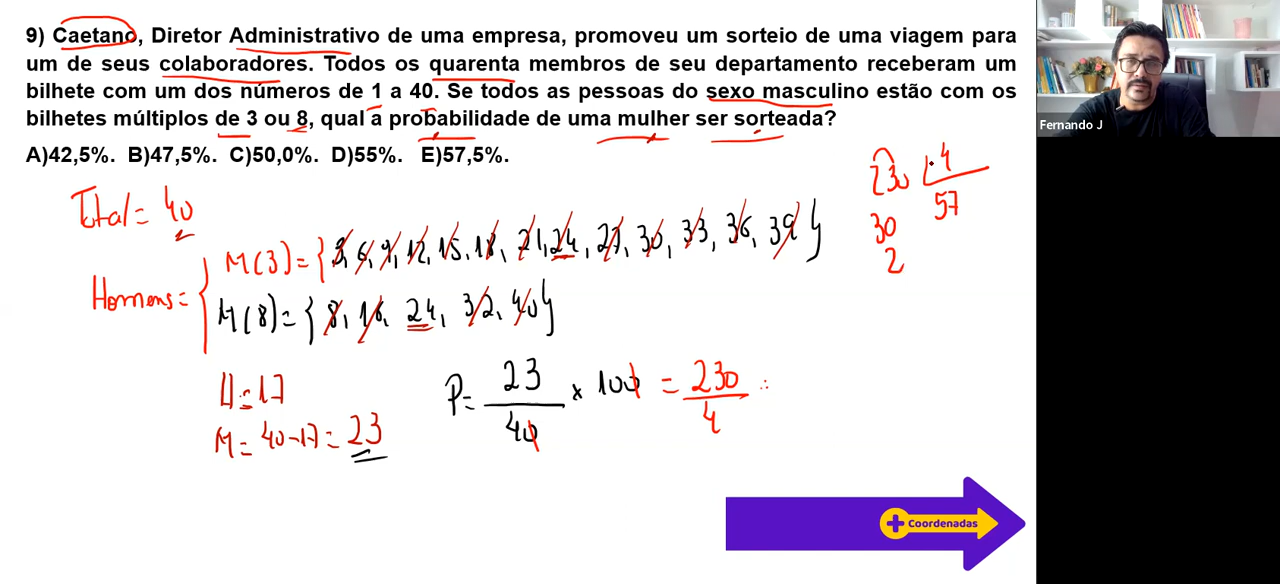 9) Caetano, Diretor Administrativo de uma empresa, promoveu um sorteio de uma viagem para
um de seus colaboradores. Todos os quarenta membros de seu departamento receberam um
bilhete com um dos números de 1 a 40. Se todos as pessoas do sexo masculino estão com os
bilhetes múltiplos de 3 ou 8, qual a probabilidade de uma mulher ser sorteada?
A)42,5%. B)47,5%. C)50,0%. D)55%. E)57,5%.
Fernando J
230 4
30 57
2
Total = 40
Homens =
M(3) = {3, 6, 9, 12, 15, 18, 21, 24, 27, 30, 33, 36, 39}
M(8) = {8, 16, 24, 32, 40}
H = 17
M = 40 - 17 = 23
P = 23/40 × 100 = 230/4 =
+ Coordenadas